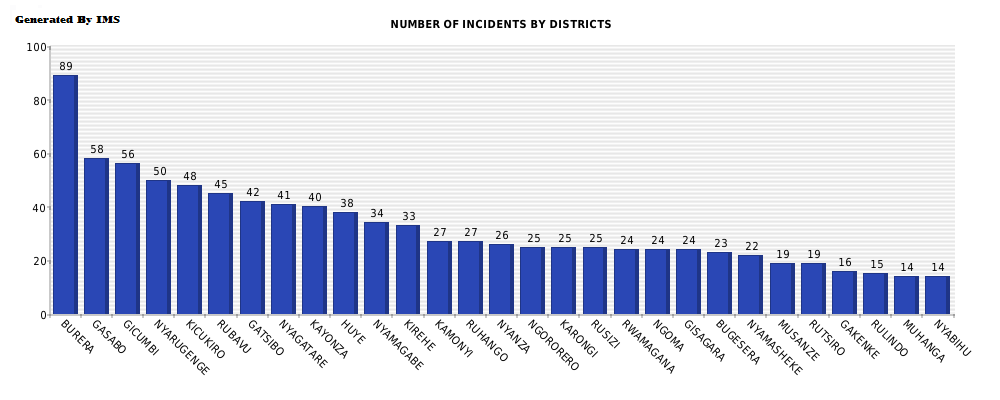 Generated By IMS
NUMBER OF INCIDENTS BY DISTRICTS
100
80
60
40
20
0
89
58
56
50
48
45
42
41
40
38
34
33
27
27
26
25
25
25
24
24
24
23
22
19
19
16
15
14
14
BURERA
GASABO
GICUMBI
NYARUGENGE
KICUKIRO
RUBAVU
GATSIBO
NYAGATARE
KAYONZA
HUYE
NYAMAGABE
KIREHE
KAMONYI
RUHANGO
NYANZA
NGORORERO
KARONGI
RUSIZI
RWAMAGANA
NGOMA
GISAGARA
BUGESERA
NYAMASHEKE
MUSANZE
RUTSIRO
GAKENKE
RULINDO
MUHANGA
NYABIHU